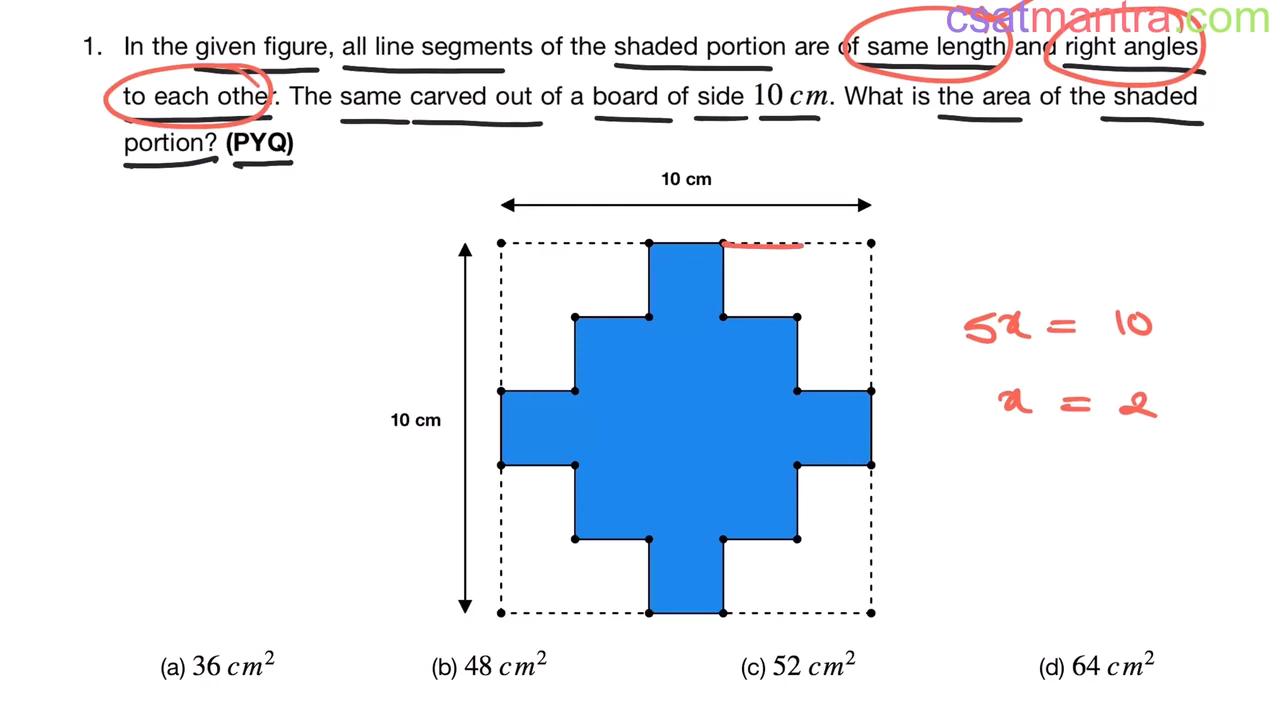 csatmantra.com
1. In the given figure, all line segments of the shaded portion are of same length and right angles
to each other. The same carved out of a board of side 10 cm. What is the area of the shaded
portion? (PYQ)
10 cm
10 cm
5x = 10
x = 2
(a) 36 cm² (b) 48 cm² (c) 52 cm² (d) 64 cm²